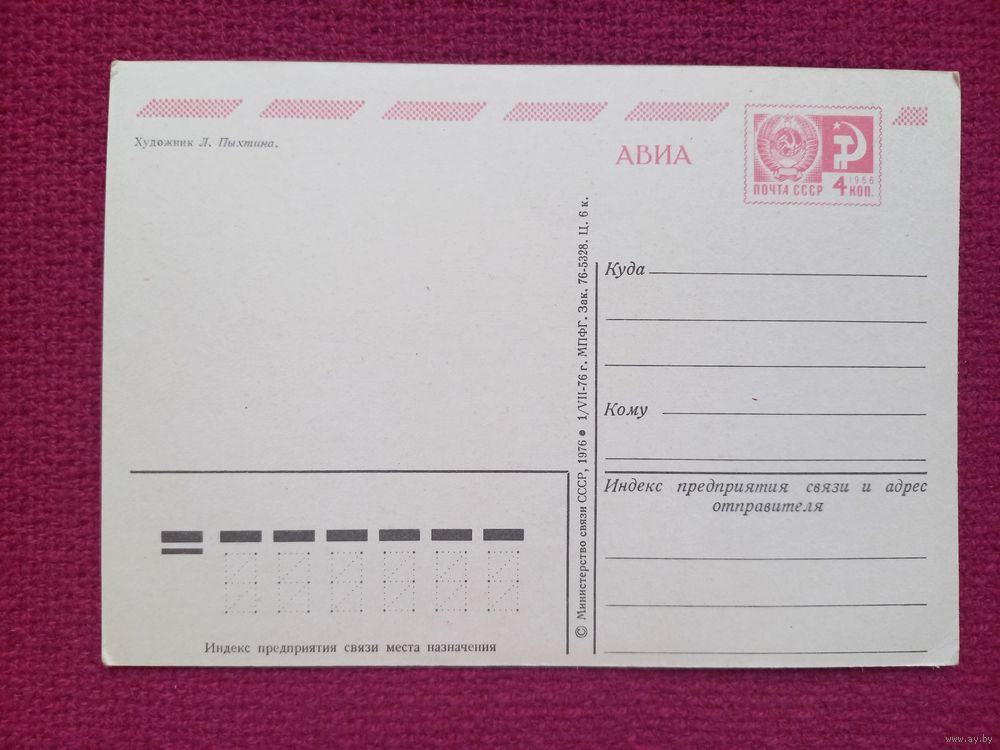 Художник Л. Пыхтина.
АВИА
1966
ПОЧТА СССР 4 КОП.
Куда
Кому
Индекс предприятия связи и адрес
отправителя
© Министерство связи СССР, 1976 ● 1/VII-76 г. МПФГ. Зак. 76-5328. Ц. 6 к.
Индекс предприятия связи места назначения
www.ay.by